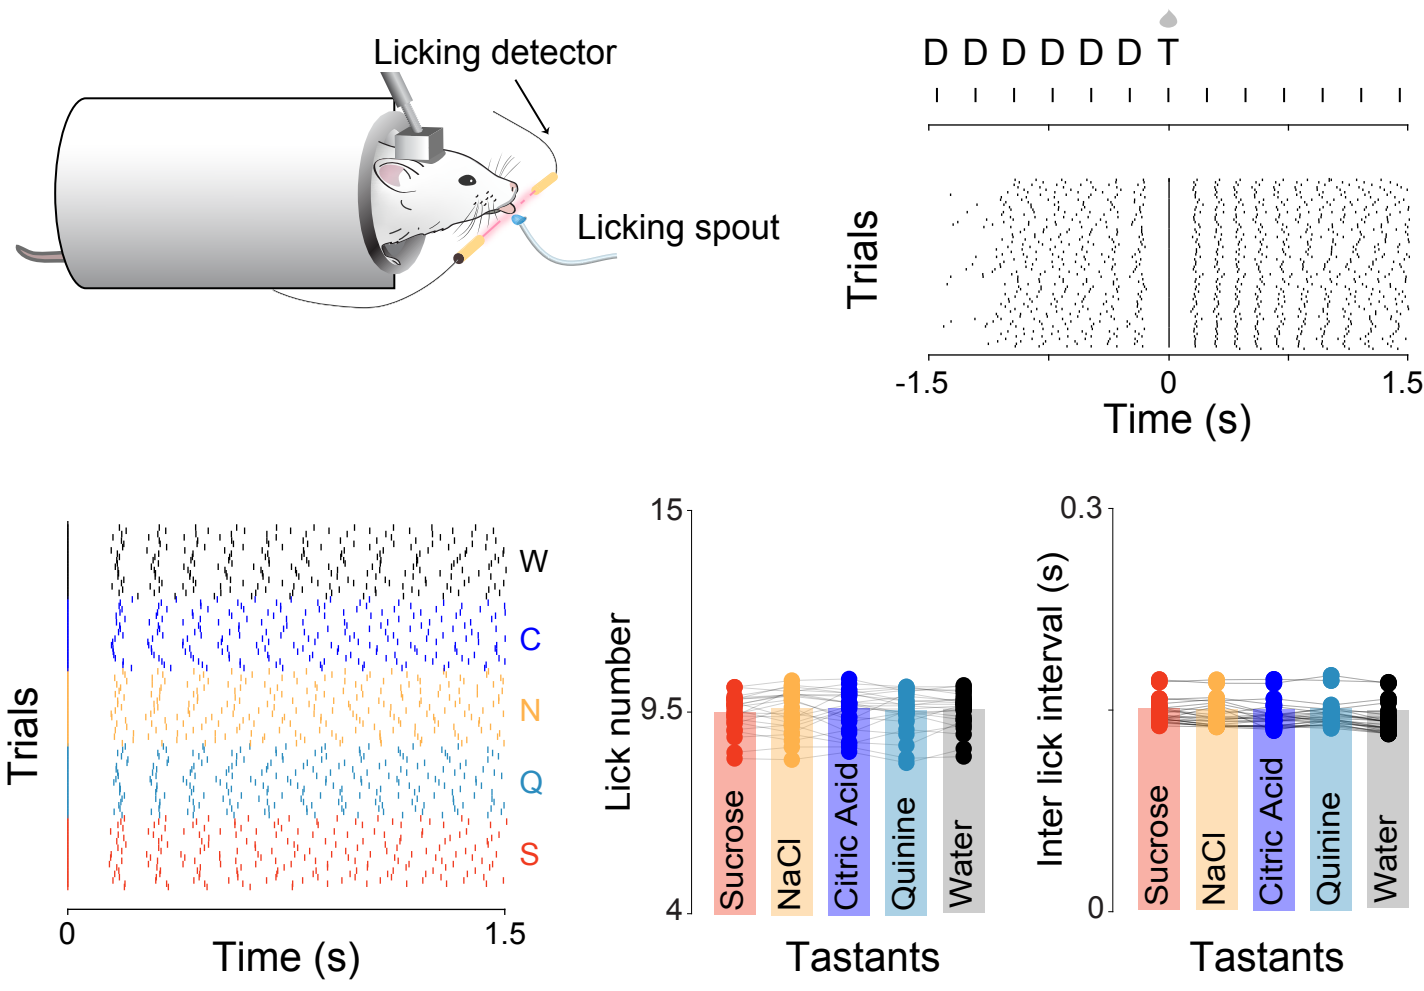 Licking detector
Licking spout
D D D D D D T
Trials
-1.5 0 1.5
Time (s)
Trials
W
C
N
Q
S
0 1.5
Time (s)
15
9.5
4
Lick number
Sucrose
NaCl
Citric Acid
Quinine
Water
Tastants
0.3
0
Inter lick interval (s)
Sucrose
NaCl
Citric Acid
Quinine
Water
Tastants